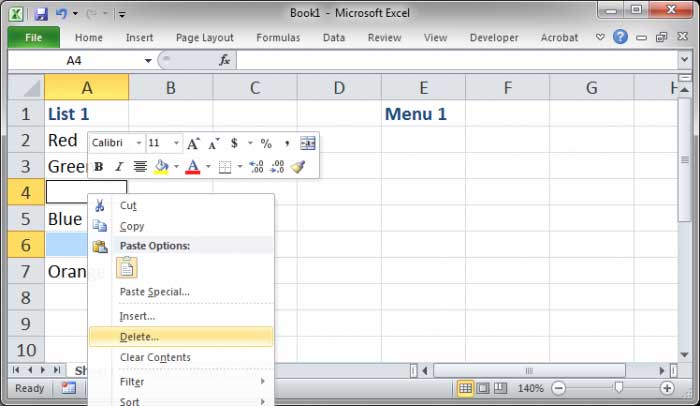 Book1 - Microsoft Excel
File Home Insert Page Layout Formulas Data Review View Developer Acrobat
A4 fx
A B C D E F G H
1 List 1 Menu 1
2 Red
Calibri 11 A A $ % , 
3 Green
B I A .00 .0
4
Cut
5 Blue
Copy
6
Paste Options:
7 Orange
Paste Special...
8
Insert...
9
Delete...
10
Clear Contents
Filter
Sort
Ready 140%